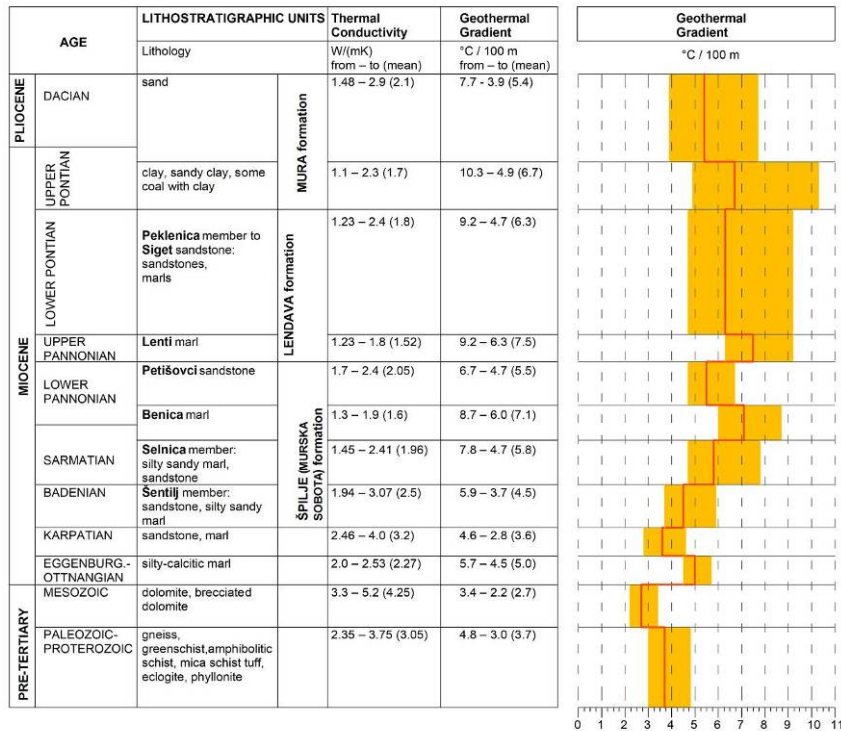 AGE
LITHOSTRATIGRAPHIC UNITS
Lithology
Thermal
Conductivity
W/(mK)
from – to (mean)
Geothermal
Gradient
°C / 100 m
from – to (mean)
Geothermal
Gradient
°C / 100 m
PLIOCENE
DACIAN
sand
MURA formation
1.48 – 2.9 (2.1)
7.7 - 3.9 (5.4)
MIOCENE
UPPER
PONTIAN
clay, sandy clay, some
coal with clay
1.1 – 2.3 (1.7)
10.3 – 4.9 (6.7)
LOWER PONTIAN
Peklenica member to
Siget sandstone:
sandstones,
marls
LENDAVA formation
1.23 – 2.4 (1.8)
9.2 – 4.7 (6.3)
UPPER
PANNONIAN
Lenti marl
1.23 – 1.8 (1.52)
9.2 – 6.3 (7.5)
LOWER
PANNONIAN
Petišovci sandstone
1.7 – 2.4 (2.05)
6.7 – 4.7 (5.5)
Benica marl
ŠPILJE (MURSKA
SOBOTA) formation
1.3 – 1.9 (1.6)
8.7 – 6.0 (7.1)
SARMATIAN
Selnica member:
silty sandy marl,
sandstone
1.45 – 2.41 (1.96)
7.8 – 4.7 (5.8)
BADENIAN
Šentilj member:
sandstone, silty sandy
marl
1.94 – 3.07 (2.5)
5.9 – 3.7 (4.5)
KARPATIAN
sandstone, marl
2.46 – 4.0 (3.2)
4.6 – 2.8 (3.6)
EGGENBURG.-
OTTNANGIAN
silty-calcitic marl
2.0 – 2.53 (2.27)
5.7 – 4.5 (5.0)
PRE-TERTIARY
MESOZOIC
dolomite, brecciated
dolomite
3.3 – 5.2 (4.25)
3.4 – 2.2 (2.7)
PALEOZOIC-
PROTEROZOIC
gneiss,
greenschist,amphibolitic
schist, mica schist tuff,
eclogite, phyllonite
2.35 – 3.75 (3.05)
4.8 – 3.0 (3.7)
0 1 2 3 4 5 6 7 8 9 10 11